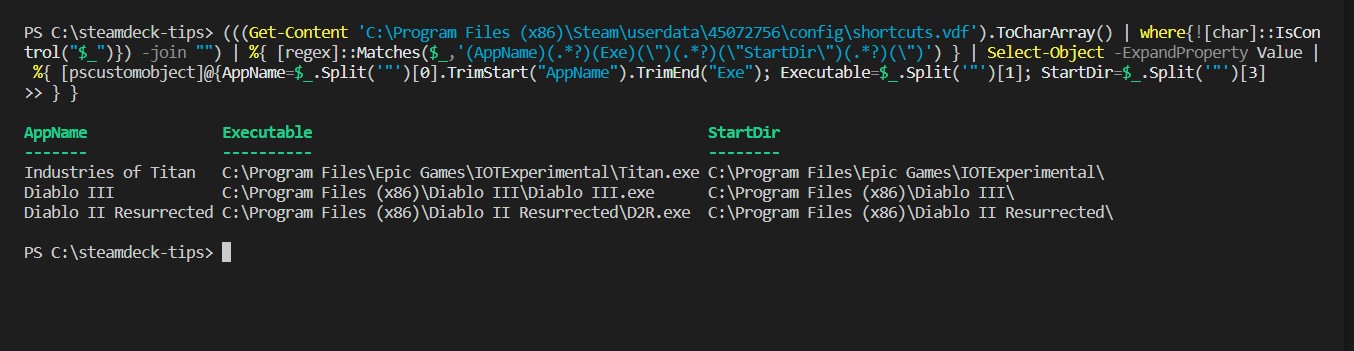 PS C:\steamdeck-tips> (((Get-Content 'C:\Program Files (x86)\Steam\userdata\45072756\config\shortcuts.vdf').ToCharArray() | where{![char]::IsCon
trol("$_")}) -join "") | %{ [regex]::Matches($_,'(AppName)(.*?)(Exe)(\")(.*?)(\"StartDir\")(.*?)(\")') } | Select-Object -ExpandProperty Value |
 %{ [pscustomobject]@{AppName=$_.Split('"')[0].TrimStart("AppName").TrimEnd("Exe"); Executable=$_.Split('"')[1]; StartDir=$_.Split('"')[3]
>> } }
AppName Executable StartDir
------- ---------- --------
Industries of Titan C:\Program Files\Epic Games\IOTExperimental\Titan.exe C:\Program Files\Epic Games\IOTExperimental\
Diablo III C:\Program Files (x86)\Diablo III\Diablo III.exe C:\Program Files (x86)\Diablo III\
Diablo II Resurrected C:\Program Files (x86)\Diablo II Resurrected\D2R.exe C:\Program Files (x86)\Diablo II Resurrected\
PS C:\steamdeck-tips>